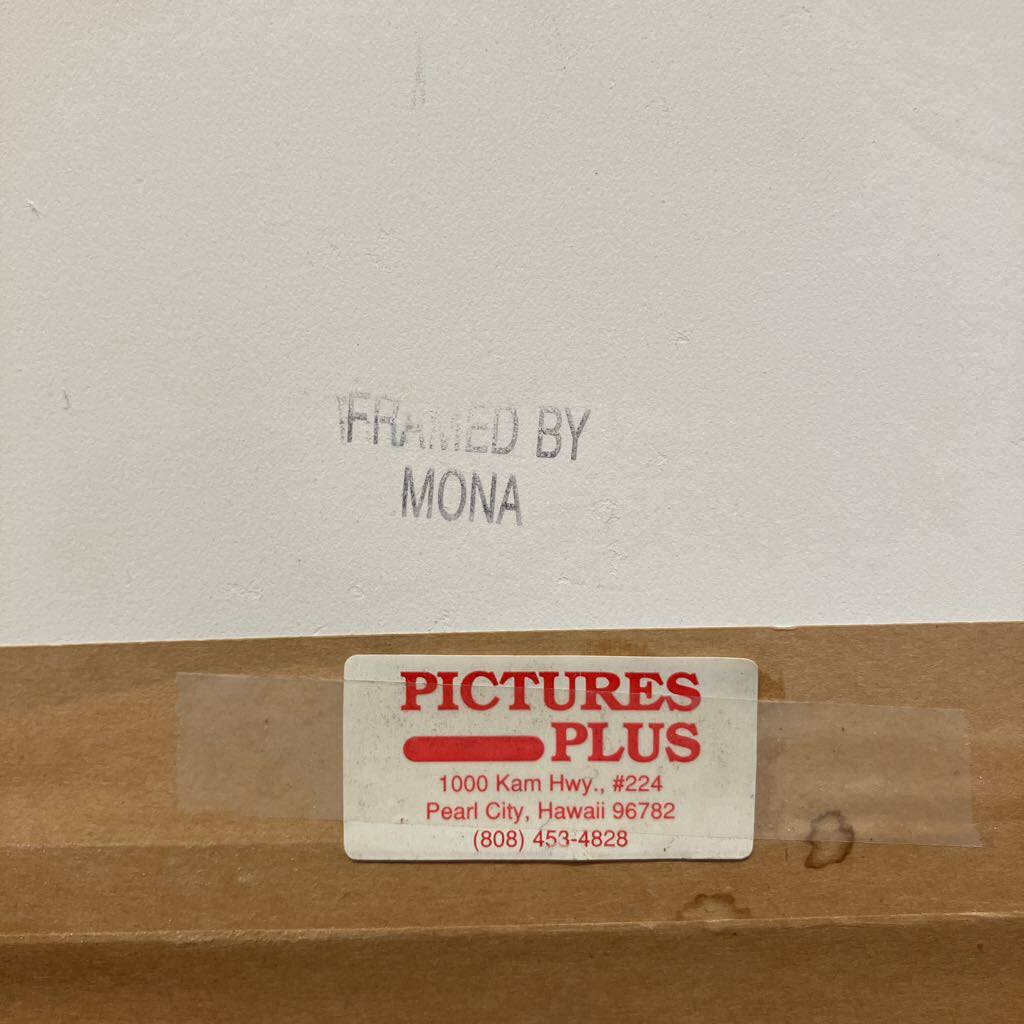 FRAMED BY
MONA
PICTURES
PLUS
1000 Kam Hwy., #224
Pearl City, Hawaii 96782
(808) 453-4828